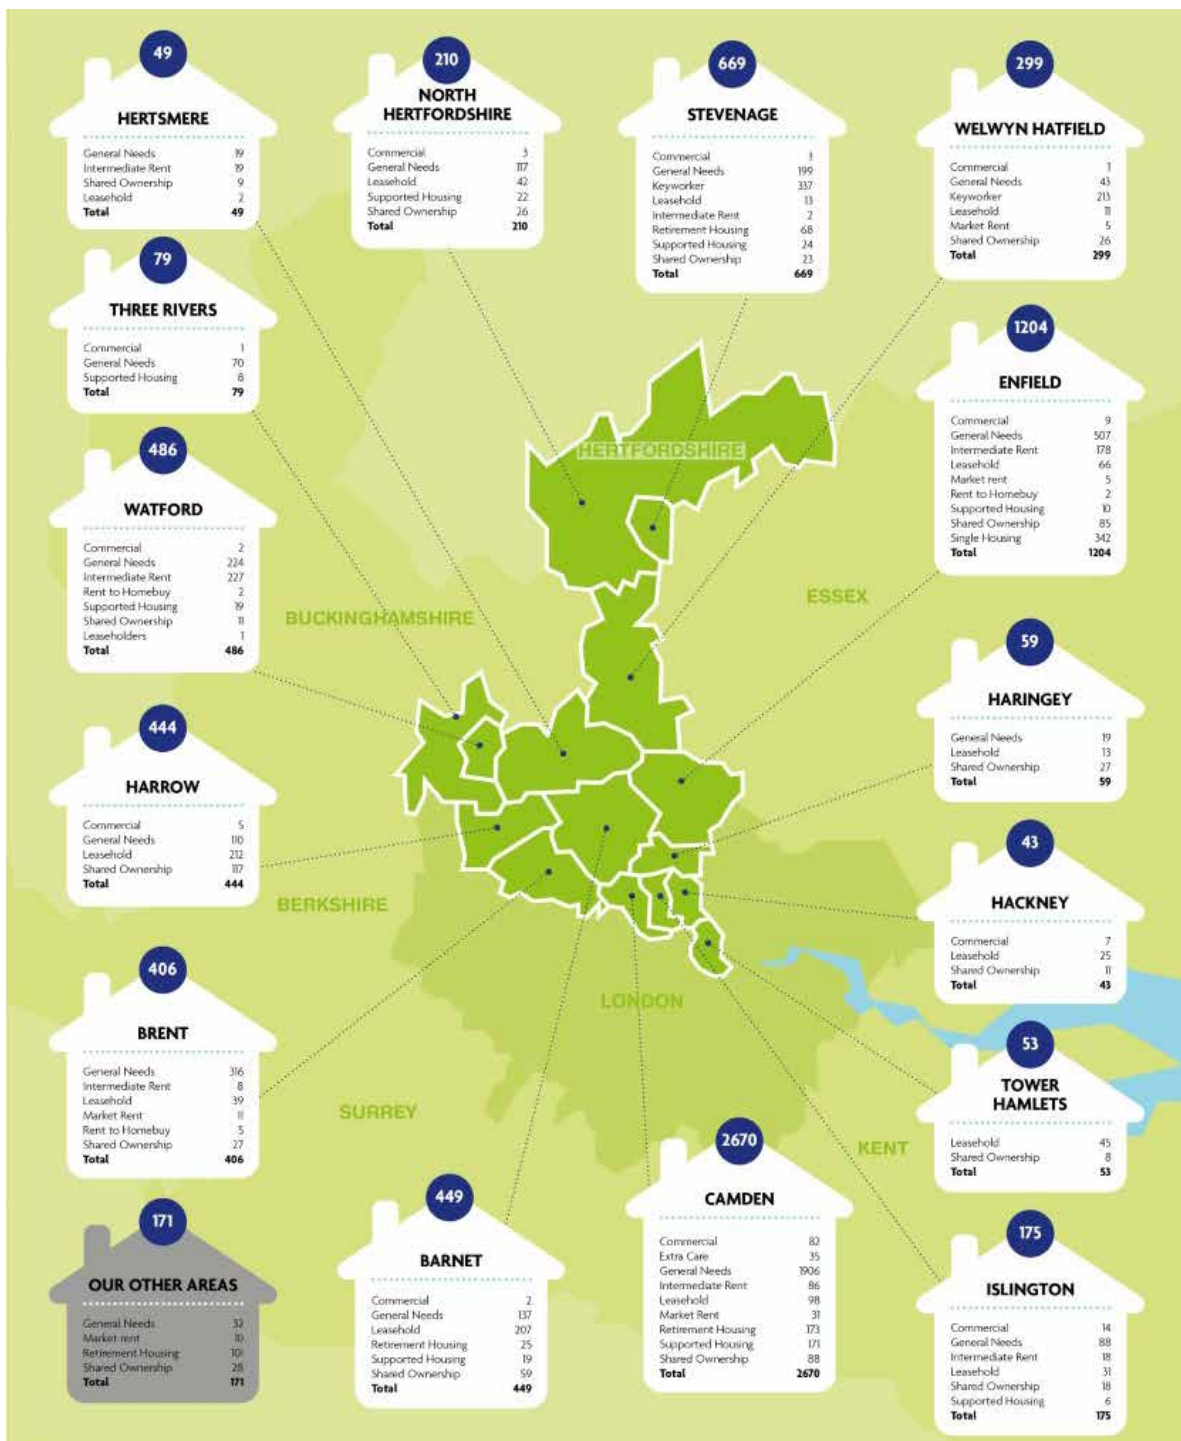 49
HERTSMERE
General Needs 19
Intermediate Rent 19
Shared Ownership 9
Leasehold 2
Total 49
210
NORTH
HERTFORDSHIRE
Commercial 3
General Needs 117
Leasehold 42
Supported Housing 22
Shared Ownership 26
Total 210
669
STEVENAGE
Commercial 3
General Needs 199
Keyworker 337
Leasehold 13
Intermediate Rent 2
Retirement Housing 68
Supported Housing 24
Shared Ownership 23
Total 669
299
WELWYN HATFIELD
Commercial 1
General Needs 43
Keyworker 213
Leasehold 11
Market Rent 5
Shared Ownership 26
Total 299
79
THREE RIVERS
Commercial 1
General Needs 70
Supported Housing 8
Total 79
1204
ENFIELD
Commercial 9
General Needs 507
Intermediate Rent 178
Leasehold 66
Market rent 5
Rent to Homebuy 2
Supported Housing 10
Shared Ownership 85
Single Housing 342
Total 1204
486
WATFORD
Commercial 2
General Needs 224
Intermediate Rent 227
Rent to Homebuy 2
Supported Housing 19
Shared Ownership 11
Leaseholders 1
Total 486
HERTFORDSHIRE
BUCKINGHAMSHIRE
ESSEX
59
HARINGEY
General Needs 19
Leasehold 13
Shared Ownership 27
Total 59
444
HARROW
Commercial 5
General Needs 110
Leasehold 212
Shared Ownership 117
Total 444
43
HACKNEY
Commercial 7
Leasehold 25
Shared Ownership 11
Total 43
BERKSHIRE
LONDON
406
BRENT
General Needs 316
Intermediate Rent 8
Leasehold 39
Market Rent 11
Rent to Homebuy 5
Shared Ownership 27
Total 406
53
TOWER
HAMLETS
Leasehold 45
Shared Ownership 8
Total 53
SURREY
KENT
171
OUR OTHER AREAS
General Needs 32
Market rent 10
Retirement Housing 101
Shared Ownership 28
Total 171
449
BARNET
Commercial 2
General Needs 137
Leasehold 207
Retirement Housing 25
Supported Housing 19
Shared Ownership 59
Total 449
2670
CAMDEN
Commercial 82
Extra Care 35
General Needs 1906
Intermediate Rent 86
Leasehold 98
Market Rent 31
Retirement Housing 173
Supported Housing 171
Shared Ownership 88
Total 2670
175
ISLINGTON
Commercial 14
General Needs 88
Intermediate Rent 18
Leasehold 31
Shared Ownership 18
Supported Housing 6
Total 175